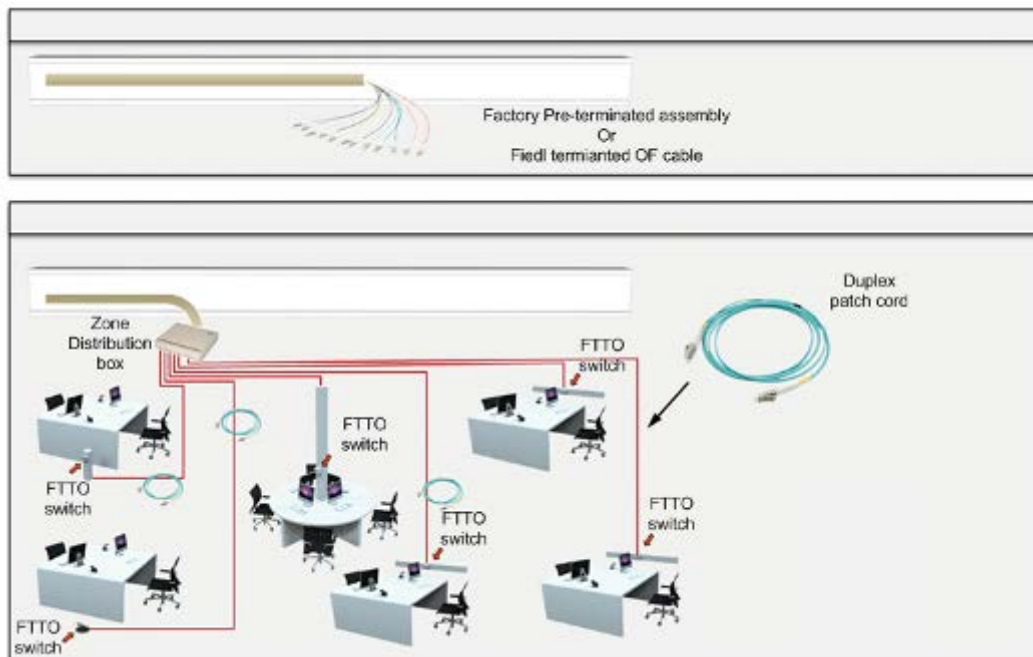 Factory Pre-terminated assembly
Or
Fiedl termianted OF cable
Duplex
patch cord
Zone
Distribution
box
FTTO
switch
FTTO
switch
FTTO
switch
FTTO
switch
FTTO
switch
FTTO
switch